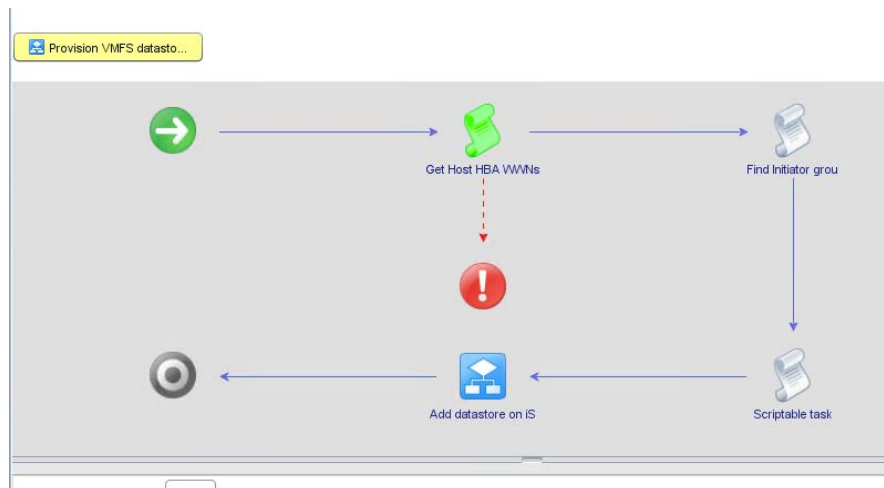 Provision VMFS datasto...
Get Host HBA WWNs
Find Initiator grou
Add datastore on iS
Scriptable task